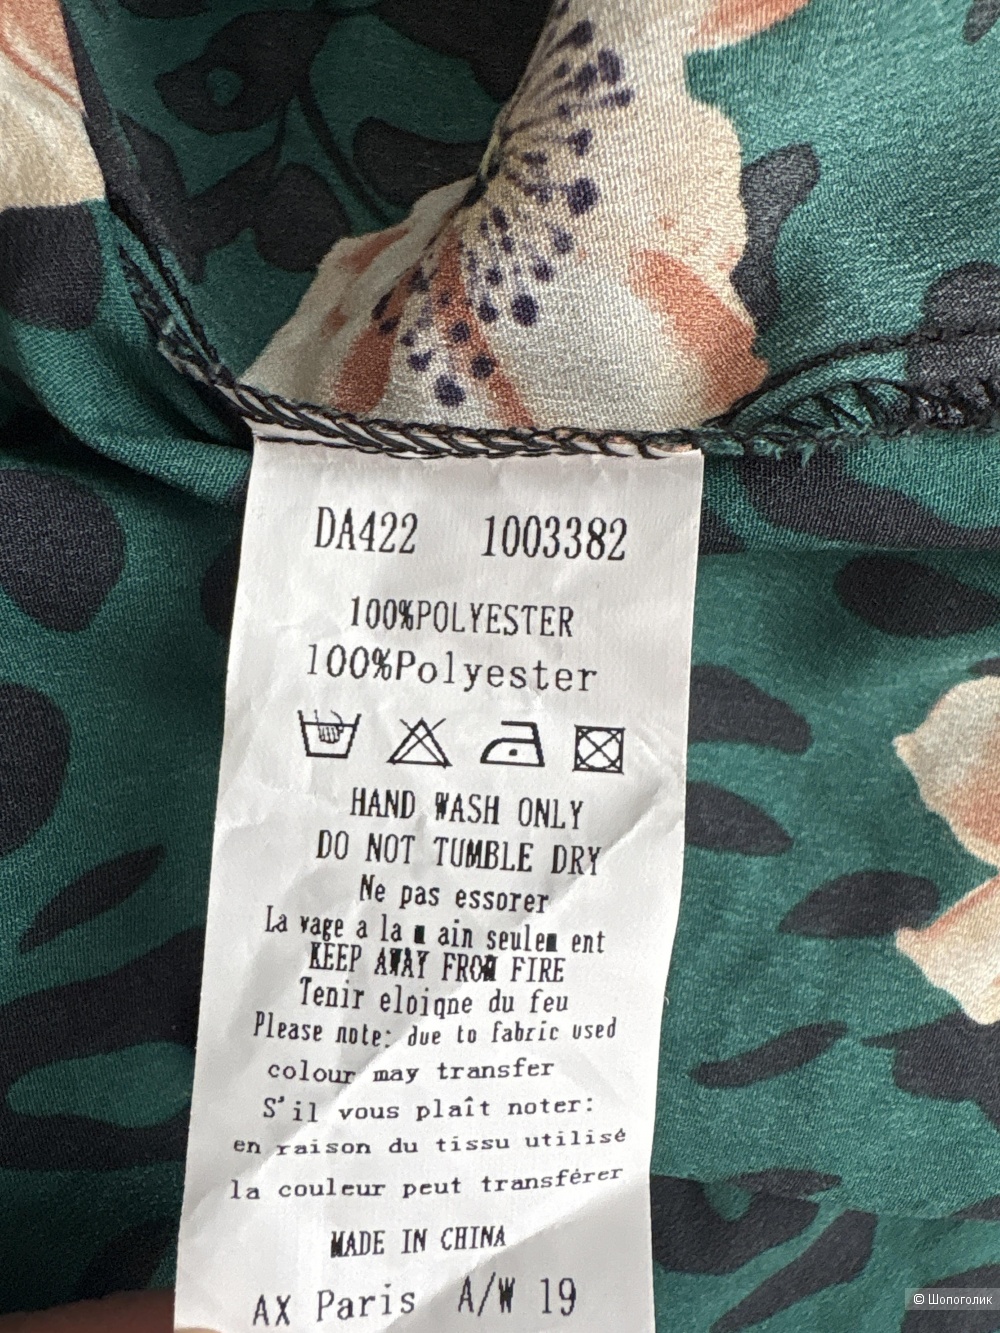 DA422 1003382
100%POLYESTER
100%Polyester
HAND WASH ONLY
DO NOT TUMBLE DRY
Ne pas essorer
La vage a la m ain seulem ent
KEEP AWAY FROM FIRE
Tenir eloigne du feu
Please note: due to fabric used
colour may transfer
S'il vous plaît noter:
en raison du tissu utilisé
la couleur peut transférer
MADE IN CHINA
AX Paris A/W 19
© Шопоголик